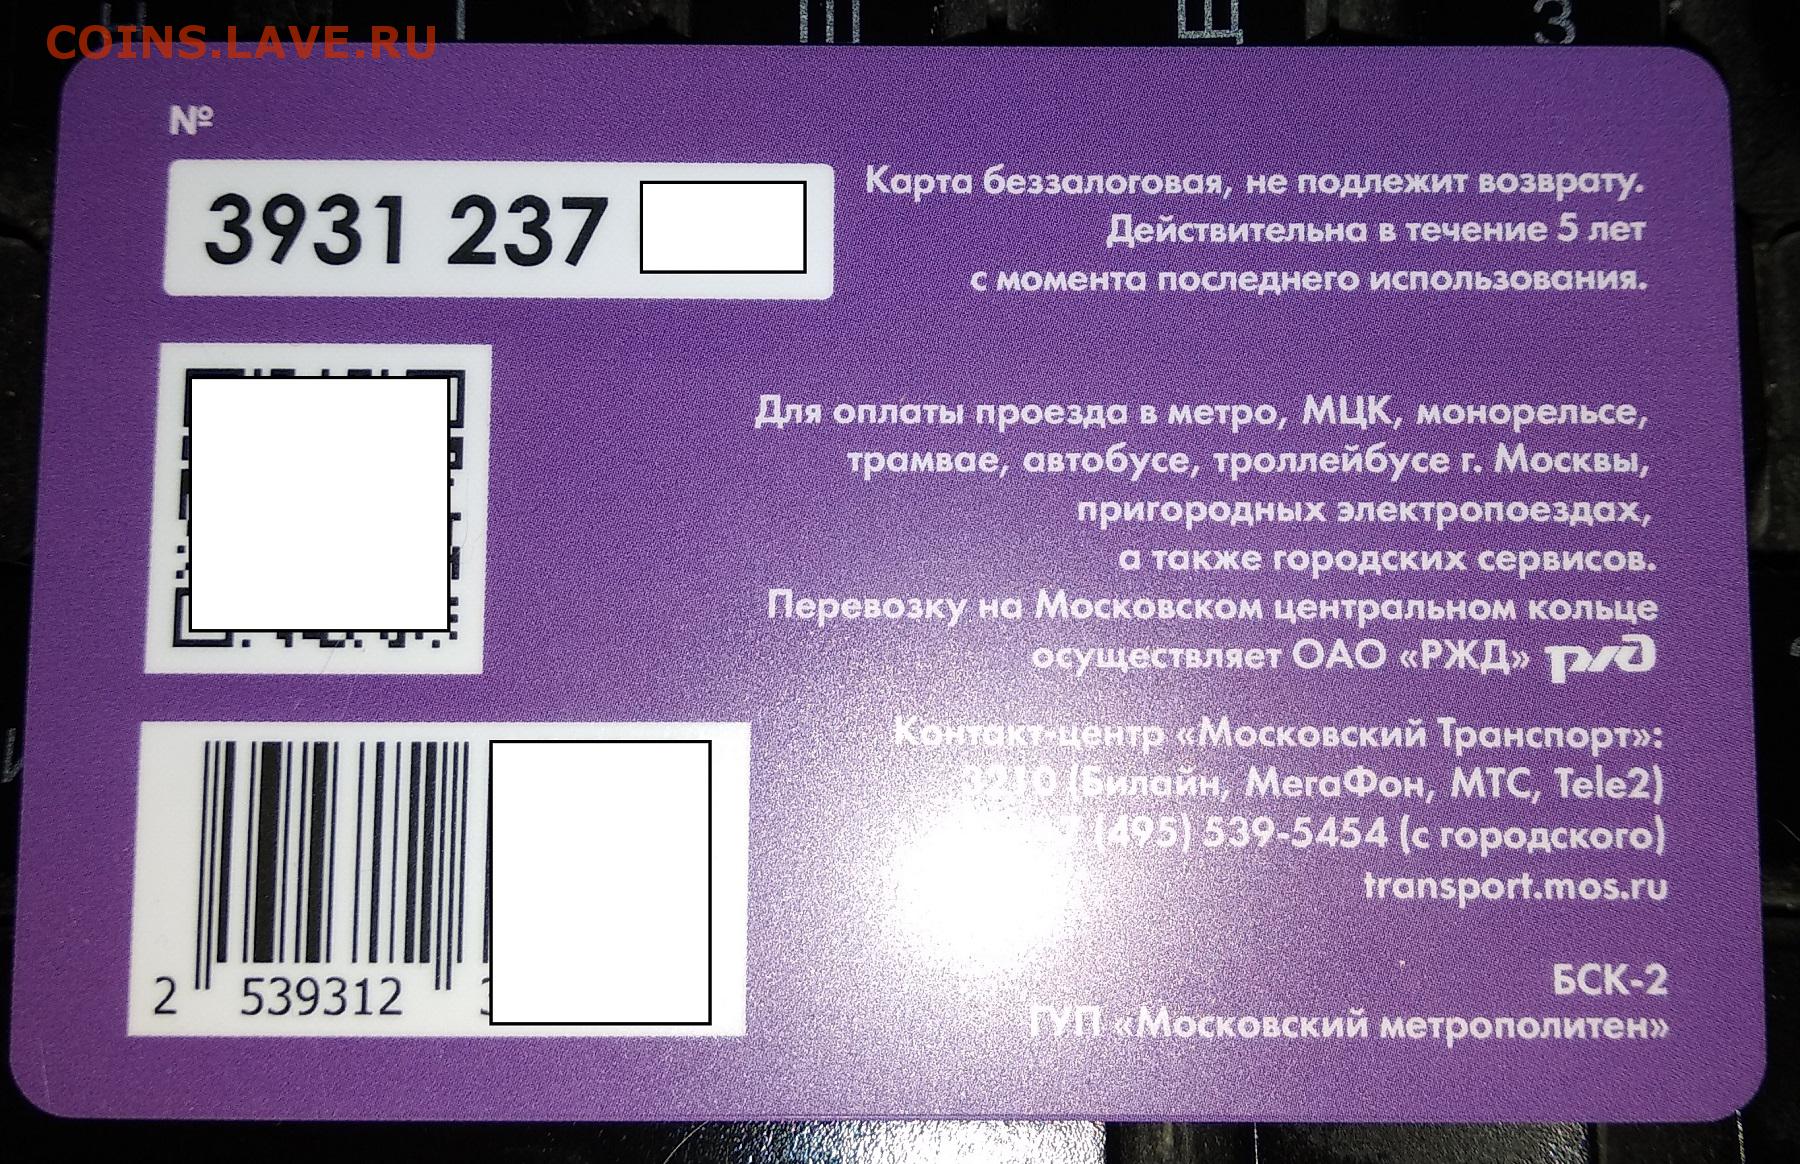 COINS.LAVE.RU
Щ
З
№
3931 237
Карта беззалоговая, не подлежит возврату.
Действительна в течение 5 лет
с момента последнего использования.
Для оплаты проезда в метро, МЦК, монорельсе,
трамвае, автобусе, троллейбусе г. Москвы,
пригородных электропоездах,
а также городских сервисов.
Перевозку на Московском центральном кольце
осуществляет ОАО «РЖД» ржд
Контакт-центр «Московский Транспорт»:
3210 (Билайн, МегаФон, МТС, Tele2)
(495) 539-5454 (с городского)
transport.mos.ru
2 539312
БСК-2
ГУП «Московский метрополитен»